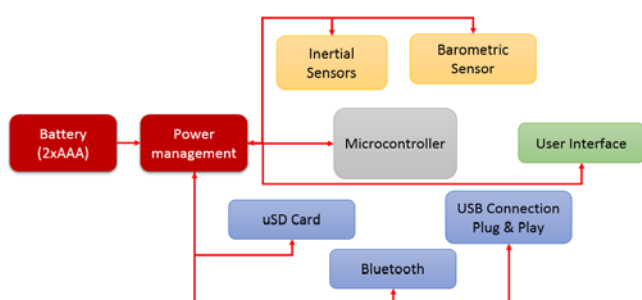 Inertial
Sensors
Barometric
Sensor
Battery
(2xAAA)
Power
management
Microcontroller
User Interface
uSD Card
USB Connection
Plug & Play
Bluetooth